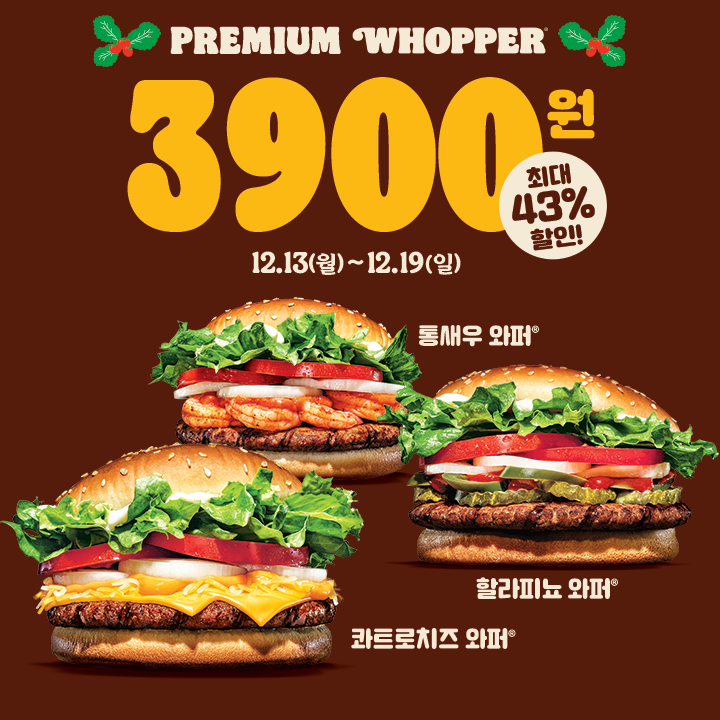 PREMIUM WHOPPER®
3900원
최대
43%
할인!
12.13(월)~12.19(일)
통새우 와퍼®
할라피뇨 와퍼®
콰트로치즈 와퍼®